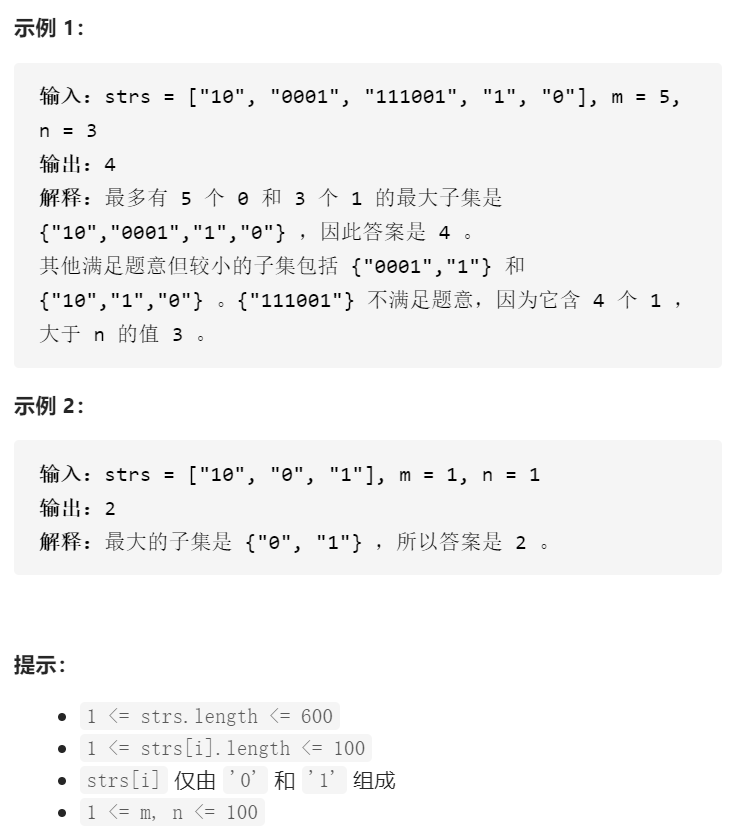 示例 1：
输入：strs = ["10", "0001", "111001", "1", "0"], m = 5,
n = 3
输出：4
解释：最多有 5 个 0 和 3 个 1 的最大子集是
{"10","0001","1","0"} ，因此答案是 4 。
其他满足题意但较小的子集包括 {"0001","1"} 和
{"10","1","0"} 。{"111001"} 不满足题意，因为它含 4 个 1 ，
大于 n 的值 3 。
示例 2：
输入：strs = ["10", "0", "1"], m = 1, n = 1
输出：2
解释：最大的子集是 {"0", "1"} ，所以答案是 2 。
提示：
• 1 <= strs.length <= 600
• 1 <= strs[i].length <= 100
• strs[i] 仅由 '0' 和 '1' 组成
• 1 <= m, n <= 100